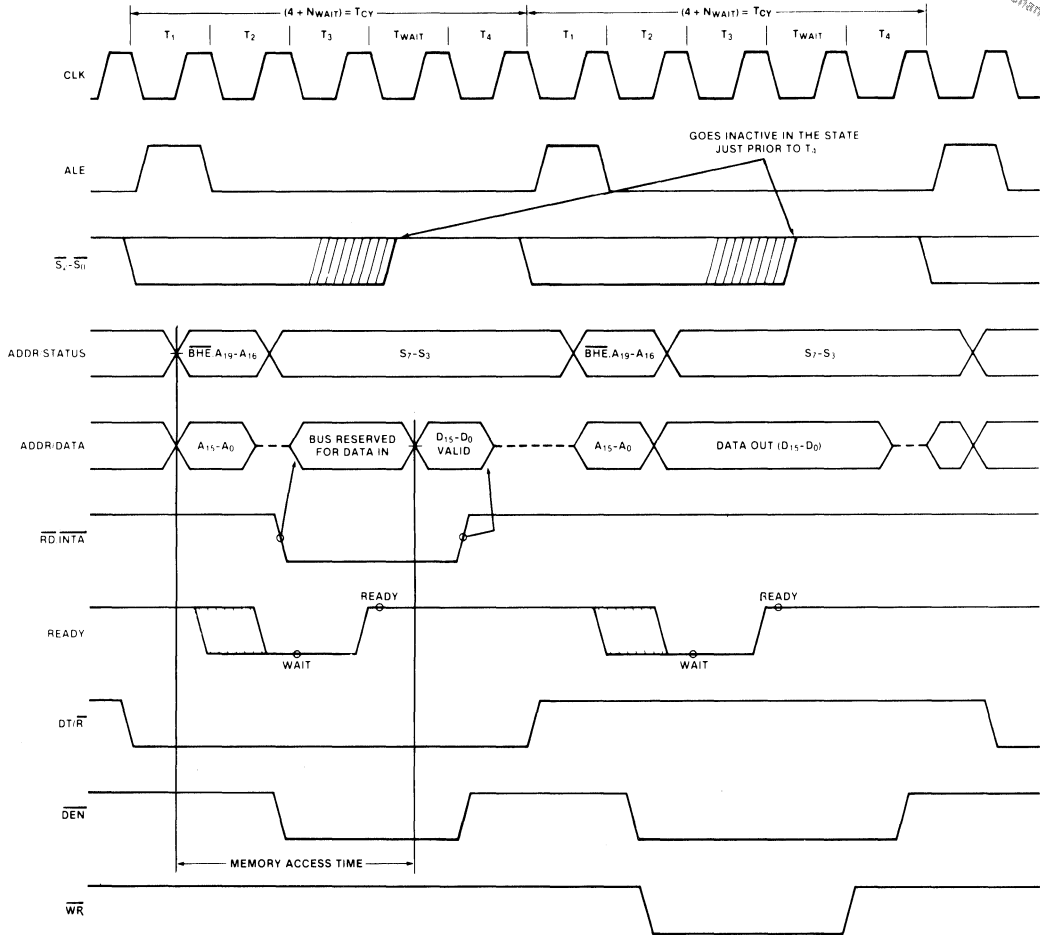 (4 + NWAIT) = TCY (4 + NWAIT) = TCY
T1 T2 T3 TWAIT T4 T1 T2 T3 TWAIT T4
CLK
GOES INACTIVE IN THE STATE
JUST PRIOR TO T4
ALE
S2-S0
ADDR STATUS BHE.A19-A16 S7-S3 BHE.A19-A16 S7-S3
BUS RESERVED
FOR DATA IN
D15-D0
VALID
ADDR/DATA A15-A0 A15-A0 DATA OUT (D15-D0)
RD.INTA
READY READY
READY
WAIT WAIT
DT/R
DEN
MEMORY ACCESS TIME
WR